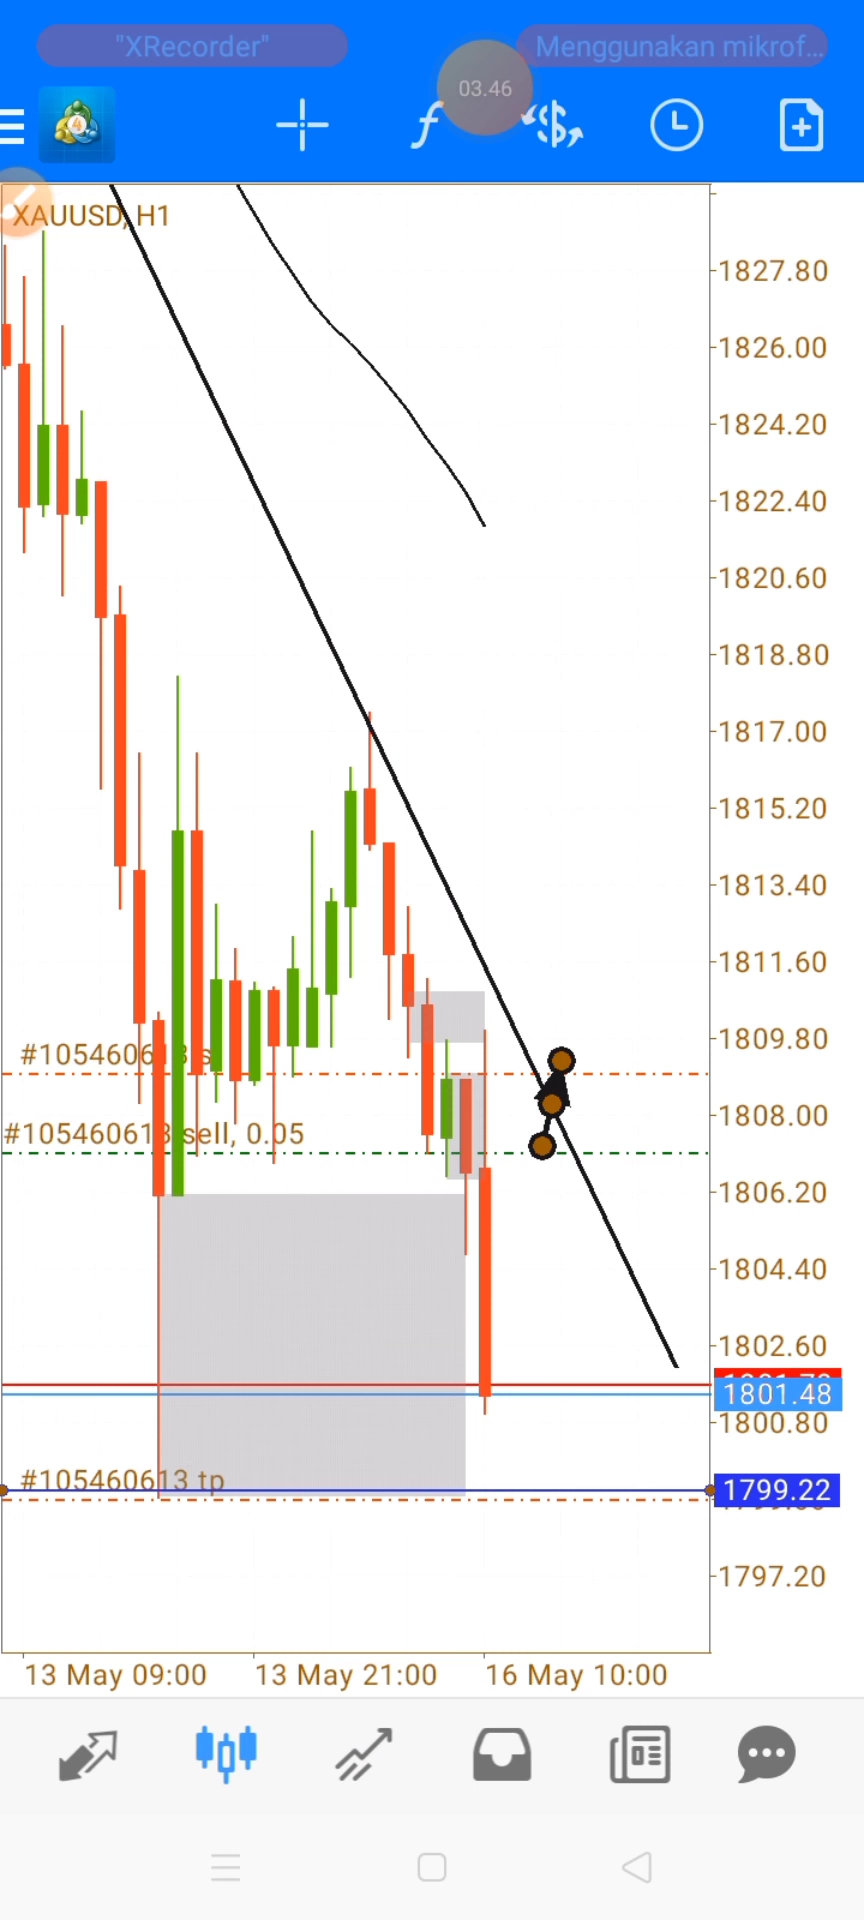 "XRecorder"
Menggunakan mikrof...
03.46
4
XAUUSD, H1
1827.80
1826.00
1824.20
1822.40
1820.60
1818.80
1817.00
1815.20
1813.40
1811.60
1809.80
#105460613 s
1808.00
#105460613 sell, 0.05
1806.20
1804.40
1802.60
1801.48
1800.80
#105460613 tp
1799.22
1797.20
13 May 09:00
13 May 21:00
16 May 10:00